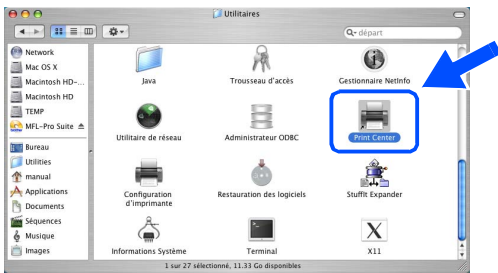 Utilitaires
Q- départ
Network
Mac OS X
Macintosh HD-...
Macintosh HD
TEMP
MFL-Pro Suite
Bureau
Utilities
manual
Applications
Documents
Séquences
Musique
Images
Java
Trousseau d'accès
Gestionnaire NetInfo
Utilitaire de réseau
Administrateur ODBC
Print Center
Configuration
d'imprimante
Restauration des logiciels
StuffIt Expander
Informations Système
Terminal
X11
1 sur 27 sélectionné, 11.33 Go disponibles